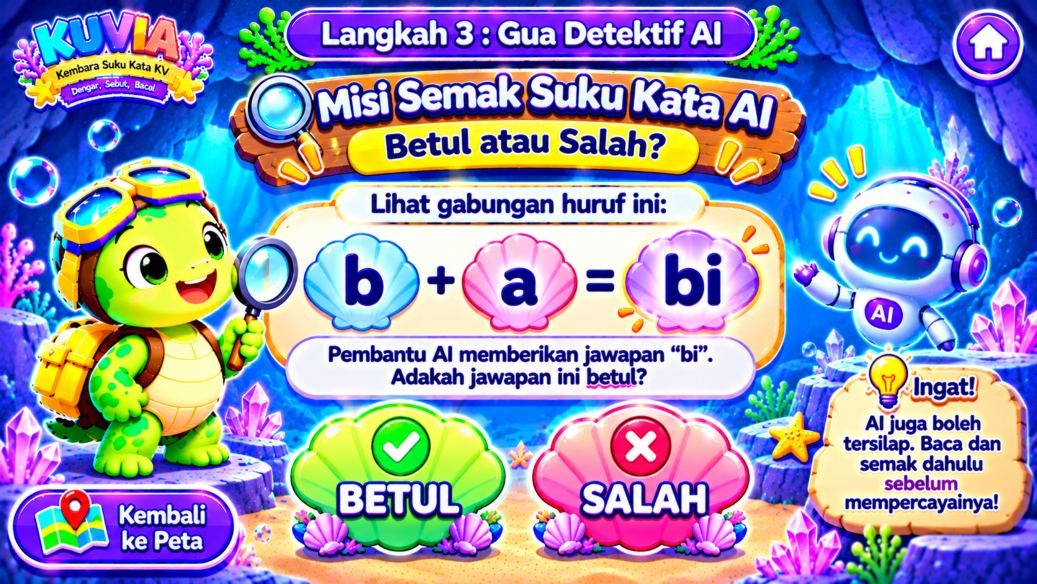 KUVIA
Kembara Suku Kata KV
Dengar, Sebut, Baca!
Langkah 3 : Gua Detektif AI
Misi Semak Suku Kata AI
Betul atau Salah?
Lihat gabungan huruf ini:
b + a = bi
Pembantu AI memberikan jawapan “bi”.
Adakah jawapan ini betul?
BETUL
SALAH
AI
Ingat!
AI juga boleh
tersilap. Baca dan
semak dahulu
sebelum
mempercayainya!
Kembali
ke Peta